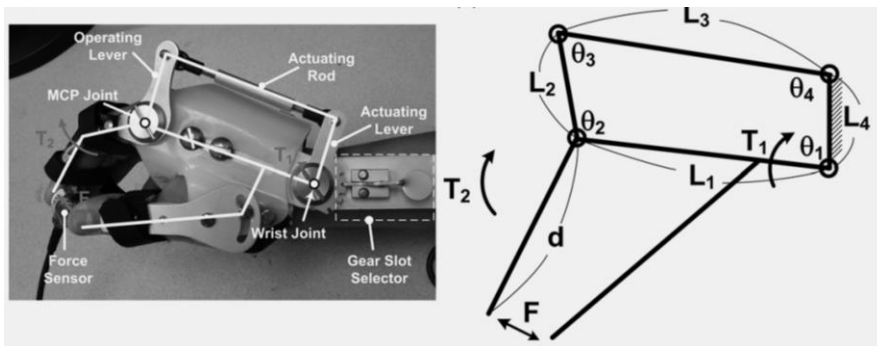 Operating
Lever
Actuating
Rod
MCP Joint
Actuating
Lever
T2
T1
F
Wrist Joint
Force
Sensor
Gear Slot
Selector
L3
θ3
L2
θ4
L4
θ2
T1
θ1
L1
T2
d
F